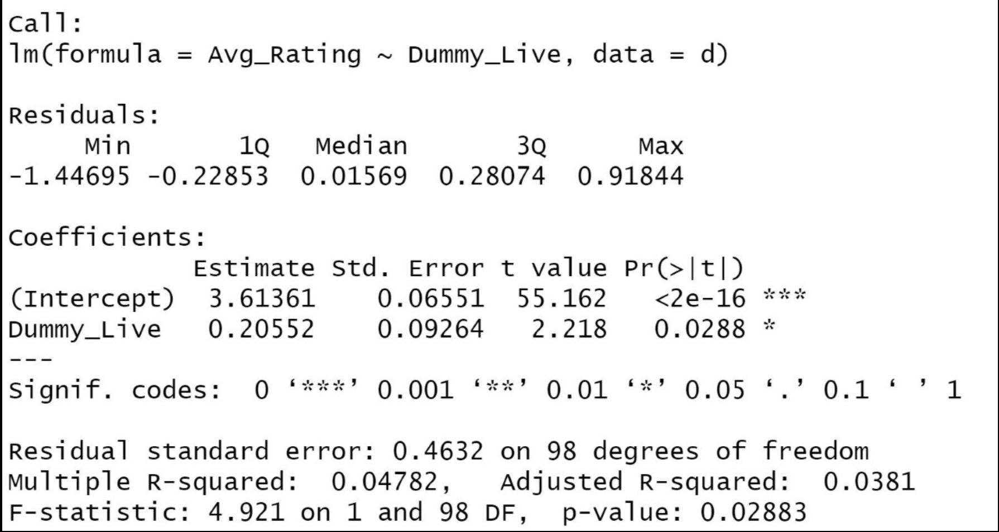 Call:
lm(formula = Avg_Rating ~ Dummy_Live, data = d)
Residuals:
     Min       1Q   Median       3Q      Max
-1.44695 -0.22853  0.01569  0.28074  0.91844
Coefficients:
            Estimate Std. Error t value Pr(>|t|)
(Intercept)  3.61361    0.06551  55.162   <2e-16 ***
Dummy_Live   0.20552    0.09264   2.218   0.0288 *
---
Signif. codes:  0 ‘***’ 0.001 ‘**’ 0.01 ‘*’ 0.05 ‘.’ 0.1 ‘ ’ 1
Residual standard error: 0.4632 on 98 degrees of freedom
Multiple R-squared:  0.04782,   Adjusted R-squared:  0.0381
F-statistic: 4.921 on 1 and 98 DF,  p-value: 0.02883